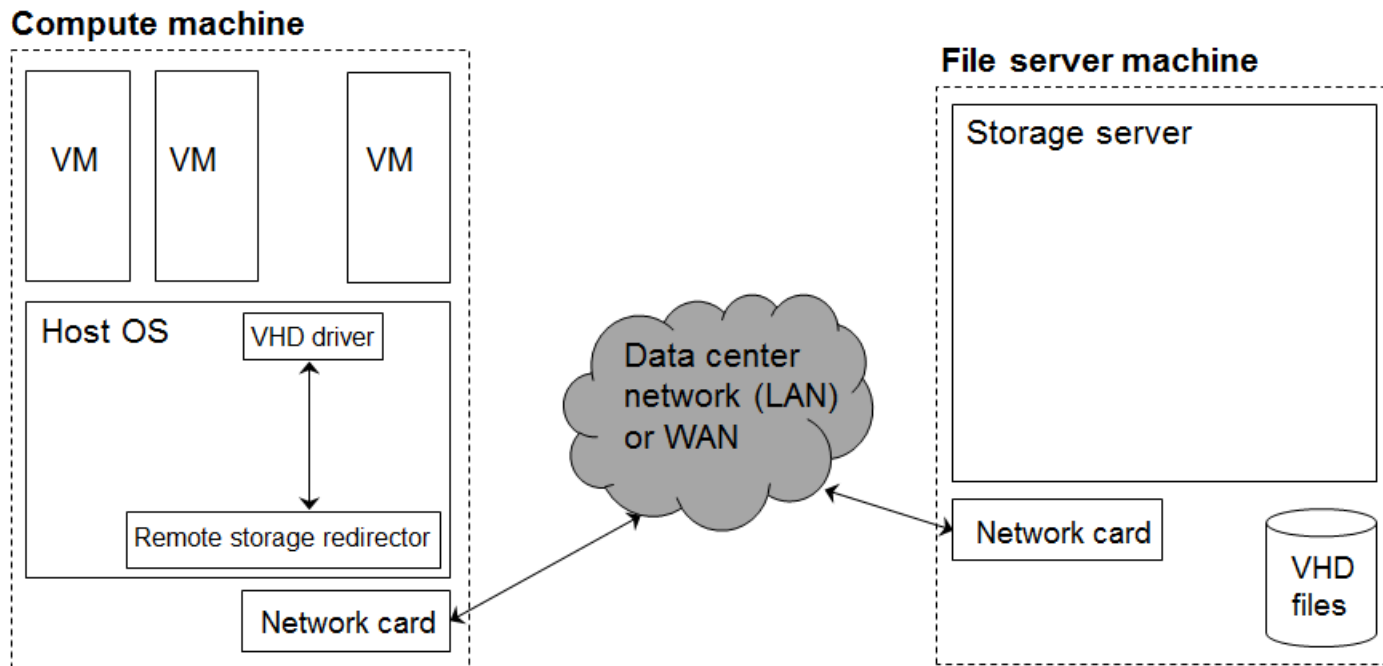 Compute machine
VM
VM
VM
Host OS
VHD driver
Remote storage redirector
Network card
Data center
network (LAN)
or WAN
File server machine
Storage server
Network card
VHD
files